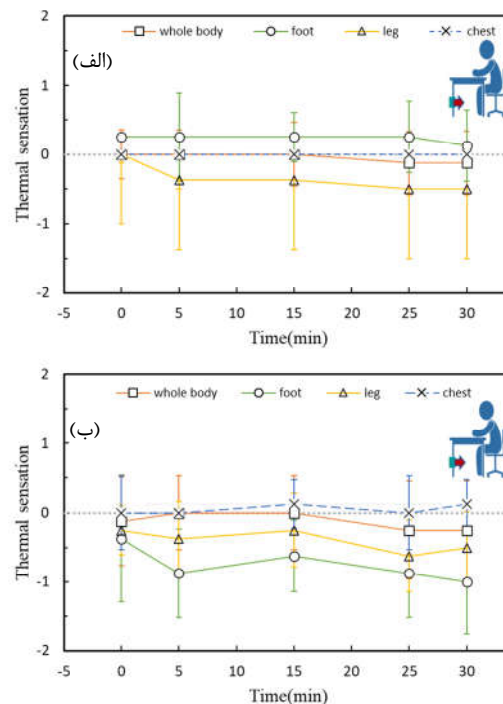 2
whole body foot leg chest
(الف)
1
0
-1
-2
Thermal sensation
-5 0 5 10 15 20 25 30
Time(min)
2
whole body foot leg chest
(ب)
1
0
-1
-2
Thermal sensation
-5 0 5 10 15 20 25 30
Time(min)